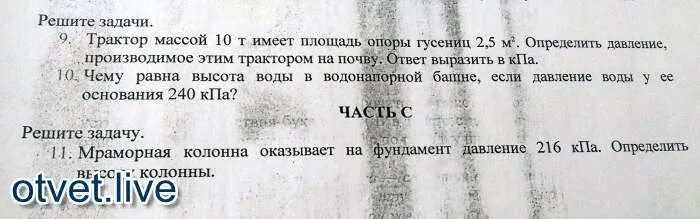 Решите задачи.
9. Трактор массой 10 т имеет площадь опоры гусениц 2,5 м². Определить давление,
производимое этим трактором на почву. Ответ выразить в кПа.
10. Чему равна высота воды в водонапорной башне, если давление воды у ее
основания 240 кПа?
ЧАСТЬ С
Решите задачу.
11. Мраморная колонна оказывает на фундамент давление 216 кПа. Определить
колонны.
otvet.live